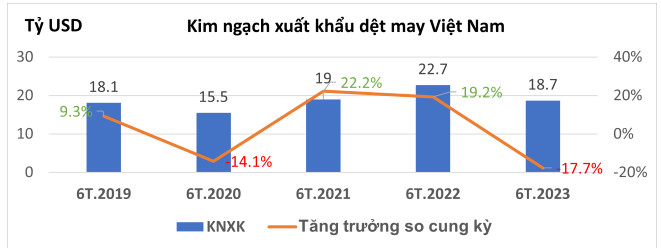 Tỷ USD Kim ngạch xuất khẩu dệt may Việt Nam
30 40%
22.7
18.1 19 22.2% 19.2% 18.7
20 15.5 20%
9.3%
10 0%
-14.1% -17.7%
0 -20%
6T.2019 6T.2020 6T.2021 6T.2022 6T.2023
KNXK Tăng trưởng so cung kỳ